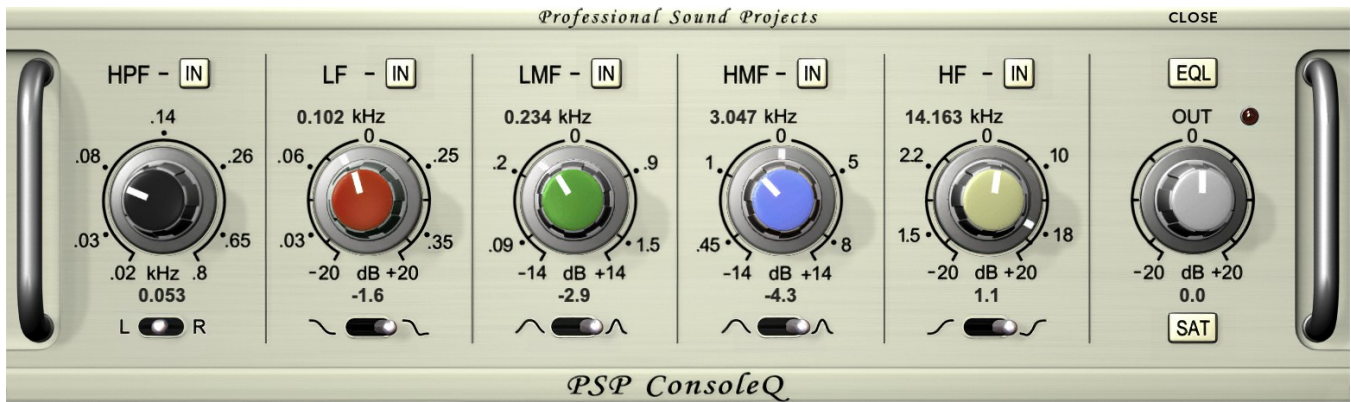 Professional Sound Projects CLOSE
HPF - IN LF - IN LMF - IN HMF - IN HF - IN EQL
.14 0.102 kHz 0.234 kHz 3.047 kHz 14.163 kHz OUT
0 0 0 0 0
.08 .26 .06 .25 .2 .9 1 5 2.2 10
.03 .65 .03 .35 .09 1.5 .45 8 1.5 18
.02 kHz .8 -20 dB +20 -14 dB +14 -14 dB +14 -20 dB +20 -20 dB +20
0.053 -1.6 -2.9 -4.3 1.1 0.0
L R SAT
PSP ConsoleQ